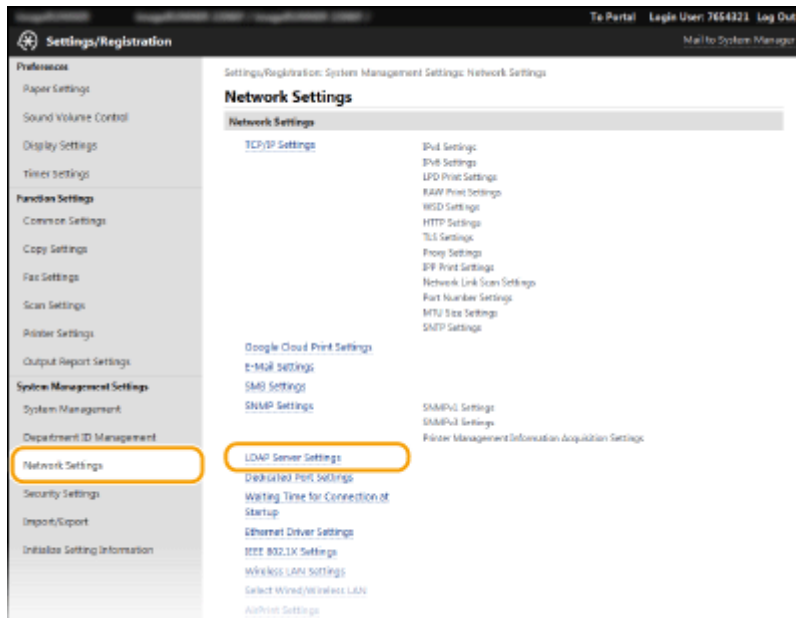 To Portal Login User: 7654321 Log Out
Settings/Registration
Mail to System Manager
Preferences
Paper Settings
Sound Volume Control
Display Settings
Timer Settings
Function Settings
Common Settings
Copy Settings
Fax Settings
Scan Settings
Printer Settings
Output Report Settings
System Management Settings
System Management
Department ID Management
Network Settings
Security Settings
Import/Export
Initialize Setting Information
Settings/Registration: System Management Settings: Network Settings
Network Settings
Network Settings
TCP/IP Settings
IPv4 Settings
IPv6 Settings
LPD Print Settings
RAW Print Settings
WSD Settings
HTTP Settings
TLS Settings
Proxy Settings
IPP Print Settings
Network Link Scan Settings
Port Number Settings
MTU Size Settings
SNTP Settings
Google Cloud Print Settings
E-Mail Settings
SMB Settings
SNMP Settings
SNMPv1 Settings
SNMPv3 Settings
Printer Management Information Acquisition Settings
LDAP Server Settings
Dedicated Port Settings
Waiting Time for Connection at
Startup
Ethernet Driver Settings
IEEE 802.1X Settings
Wireless LAN Settings
Select Wired/Wireless LAN
AirPrint Settings